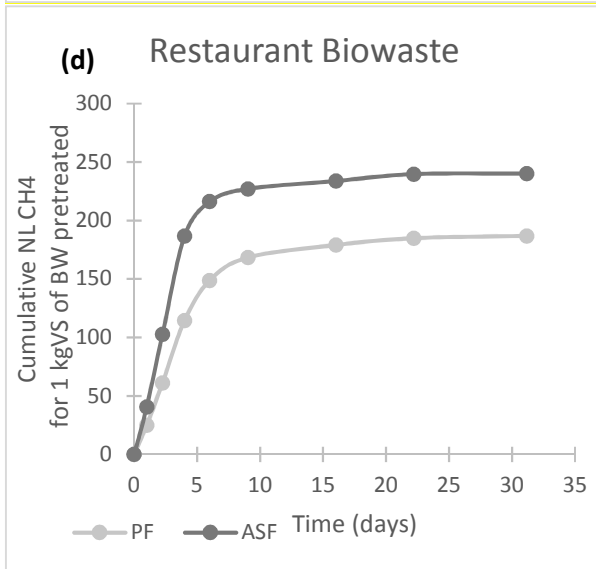 (d) Restaurant Biowaste
Cumulative NL CH4
for 1 kgVS of BW pretreated
300
250
200
150
100
50
0
0 5 10 15 20 25 30 35
Time (days)
PF ASF